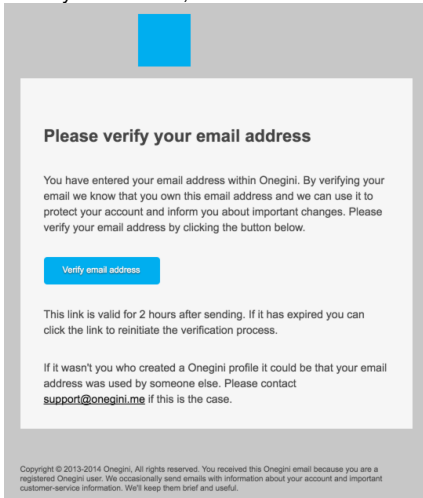 Please verify your email address
You have entered your email address within Onegini. By verifying your
email we know that you own this email address and we can use it to
protect your account and inform you about important changes. Please
verify your email address by clicking the button below.
Verify email address
This link is valid for 2 hours after sending. If it has expired you can
click the link to reinitiate the verification process.
If it wasn't you who created a Onegini profile it could be that your email
address was used by someone else. Please contact
support@onegini.me if this is the case.
Copyright © 2013-2014 Onegini, All rights reserved. You received this Onegini email because you are a
registered Onegini user. We occasionally send emails with information about your account and important
customer-service information. We'll keep them brief and useful.